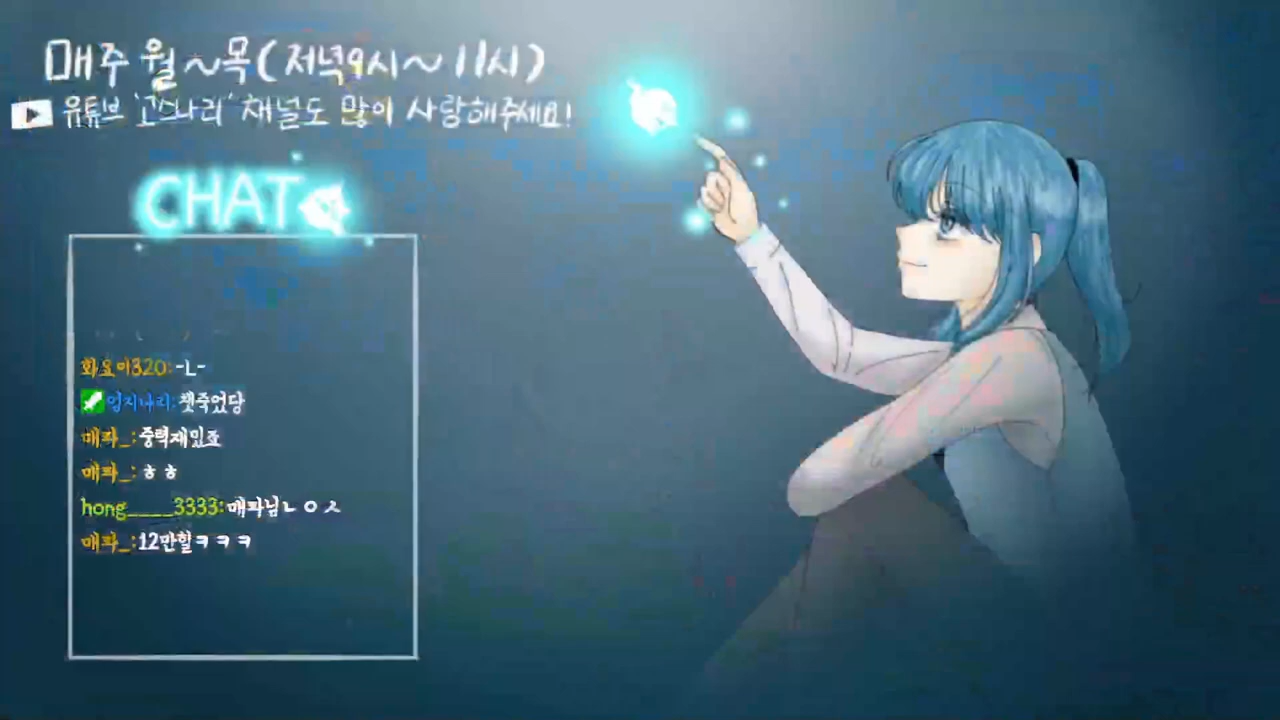 매주 월~목(저녁9시~11시)
유튜브 '고스나리' 채널도 많이 사랑해주세요!
CHAT
화요이320: -L-
엄지나리: 챗죽었당
매파_: 중력재밌죠
매파_: ㅎㅎ
hong____3333: 매파님ㄴㅇㅅ
매파_: 12만힐ㅋㅋㅋ